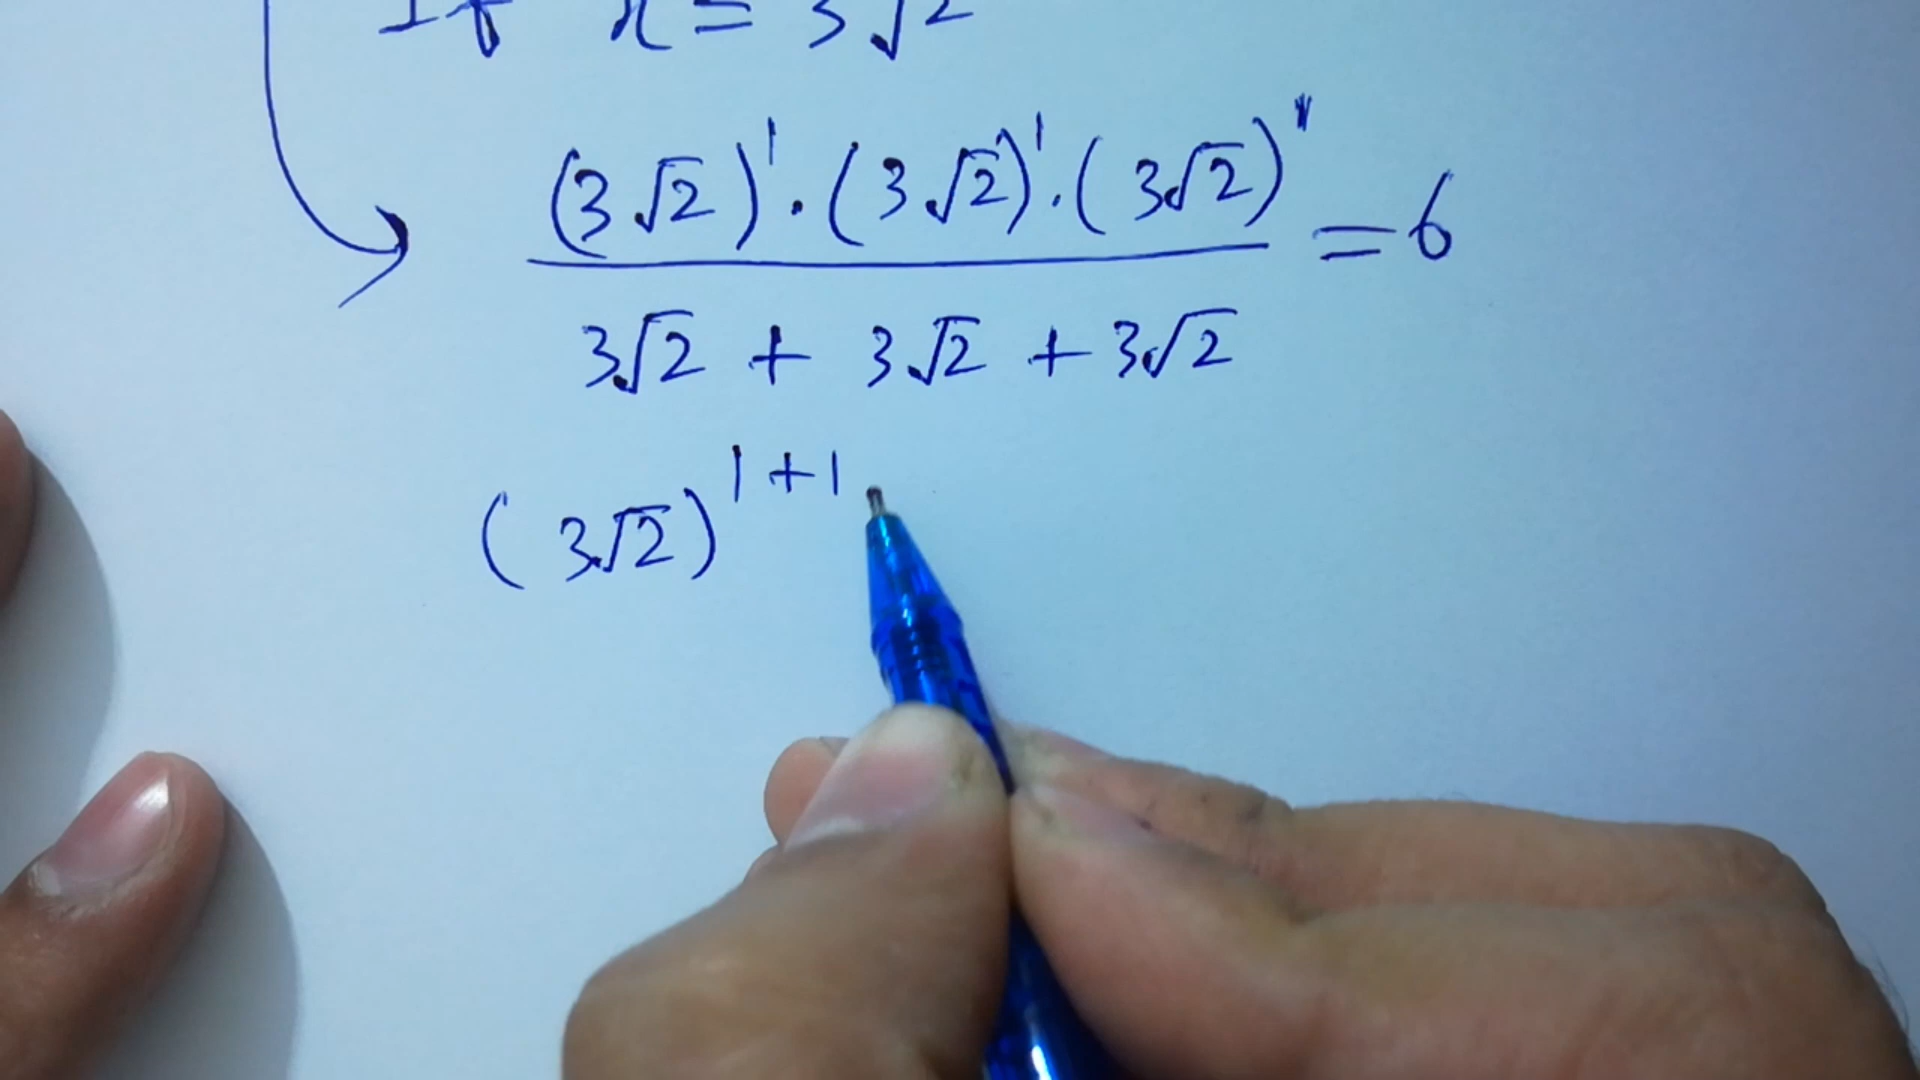 If x = 3√2
(3√2)¹ · (3√2)¹ · (3√2)¹ / 3√2 + 3√2 + 3√2 = 6
(3√2)¹⁺¹